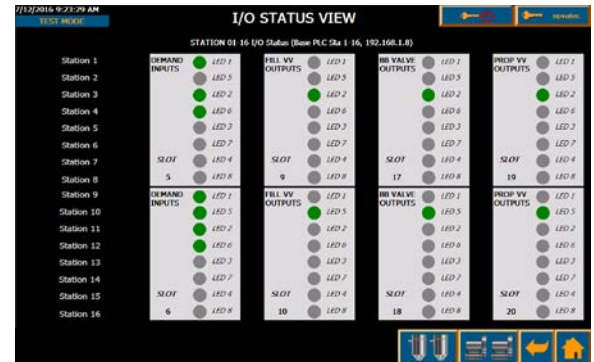 7/12/2016 9:23:29 AM
TEST MODE
I/O STATUS VIEW
STATION 01-16 I/O Status (Base PLC Sta 1-16, 192.168.1.8)
Station 1 DEMAND INPUTS LED 1 FILL VV OUTPUTS LED 1 BB VALVE OUTPUTS LED 1 PROP VV OUTPUTS LED 1
Station 2 LED 5 LED 5 LED 5 LED 5
Station 3 LED 2 LED 2 LED 2 LED 2
Station 4 LED 6 LED 6 LED 6 LED 6
Station 5 LED 3 LED 3 LED 3 LED 3
Station 6 LED 7 LED 7 LED 7 LED 7
Station 7 SLOT LED 4 SLOT LED 4 SLOT LED 4 SLOT LED 4
Station 8 5 LED 8 9 LED 8 17 LED 8 19 LED 8
Station 9 DEMAND INPUTS LED 1 FILL VV OUTPUTS LED 1 BB VALVE OUTPUTS LED 1 PROP VV OUTPUTS LED 1
Station 10 LED 5 LED 5 LED 5 LED 5
Station 11 LED 2 LED 2 LED 2 LED 2
Station 12 LED 6 LED 6 LED 6 LED 6
Station 13 LED 3 LED 3 LED 3 LED 3
Station 14 LED 7 LED 7 LED 7 LED 7
Station 15 SLOT LED 4 SLOT LED 4 SLOT LED 4 SLOT LED 4
Station 16 6 LED 8 10 LED 8 18 LED 8 20 LED 8